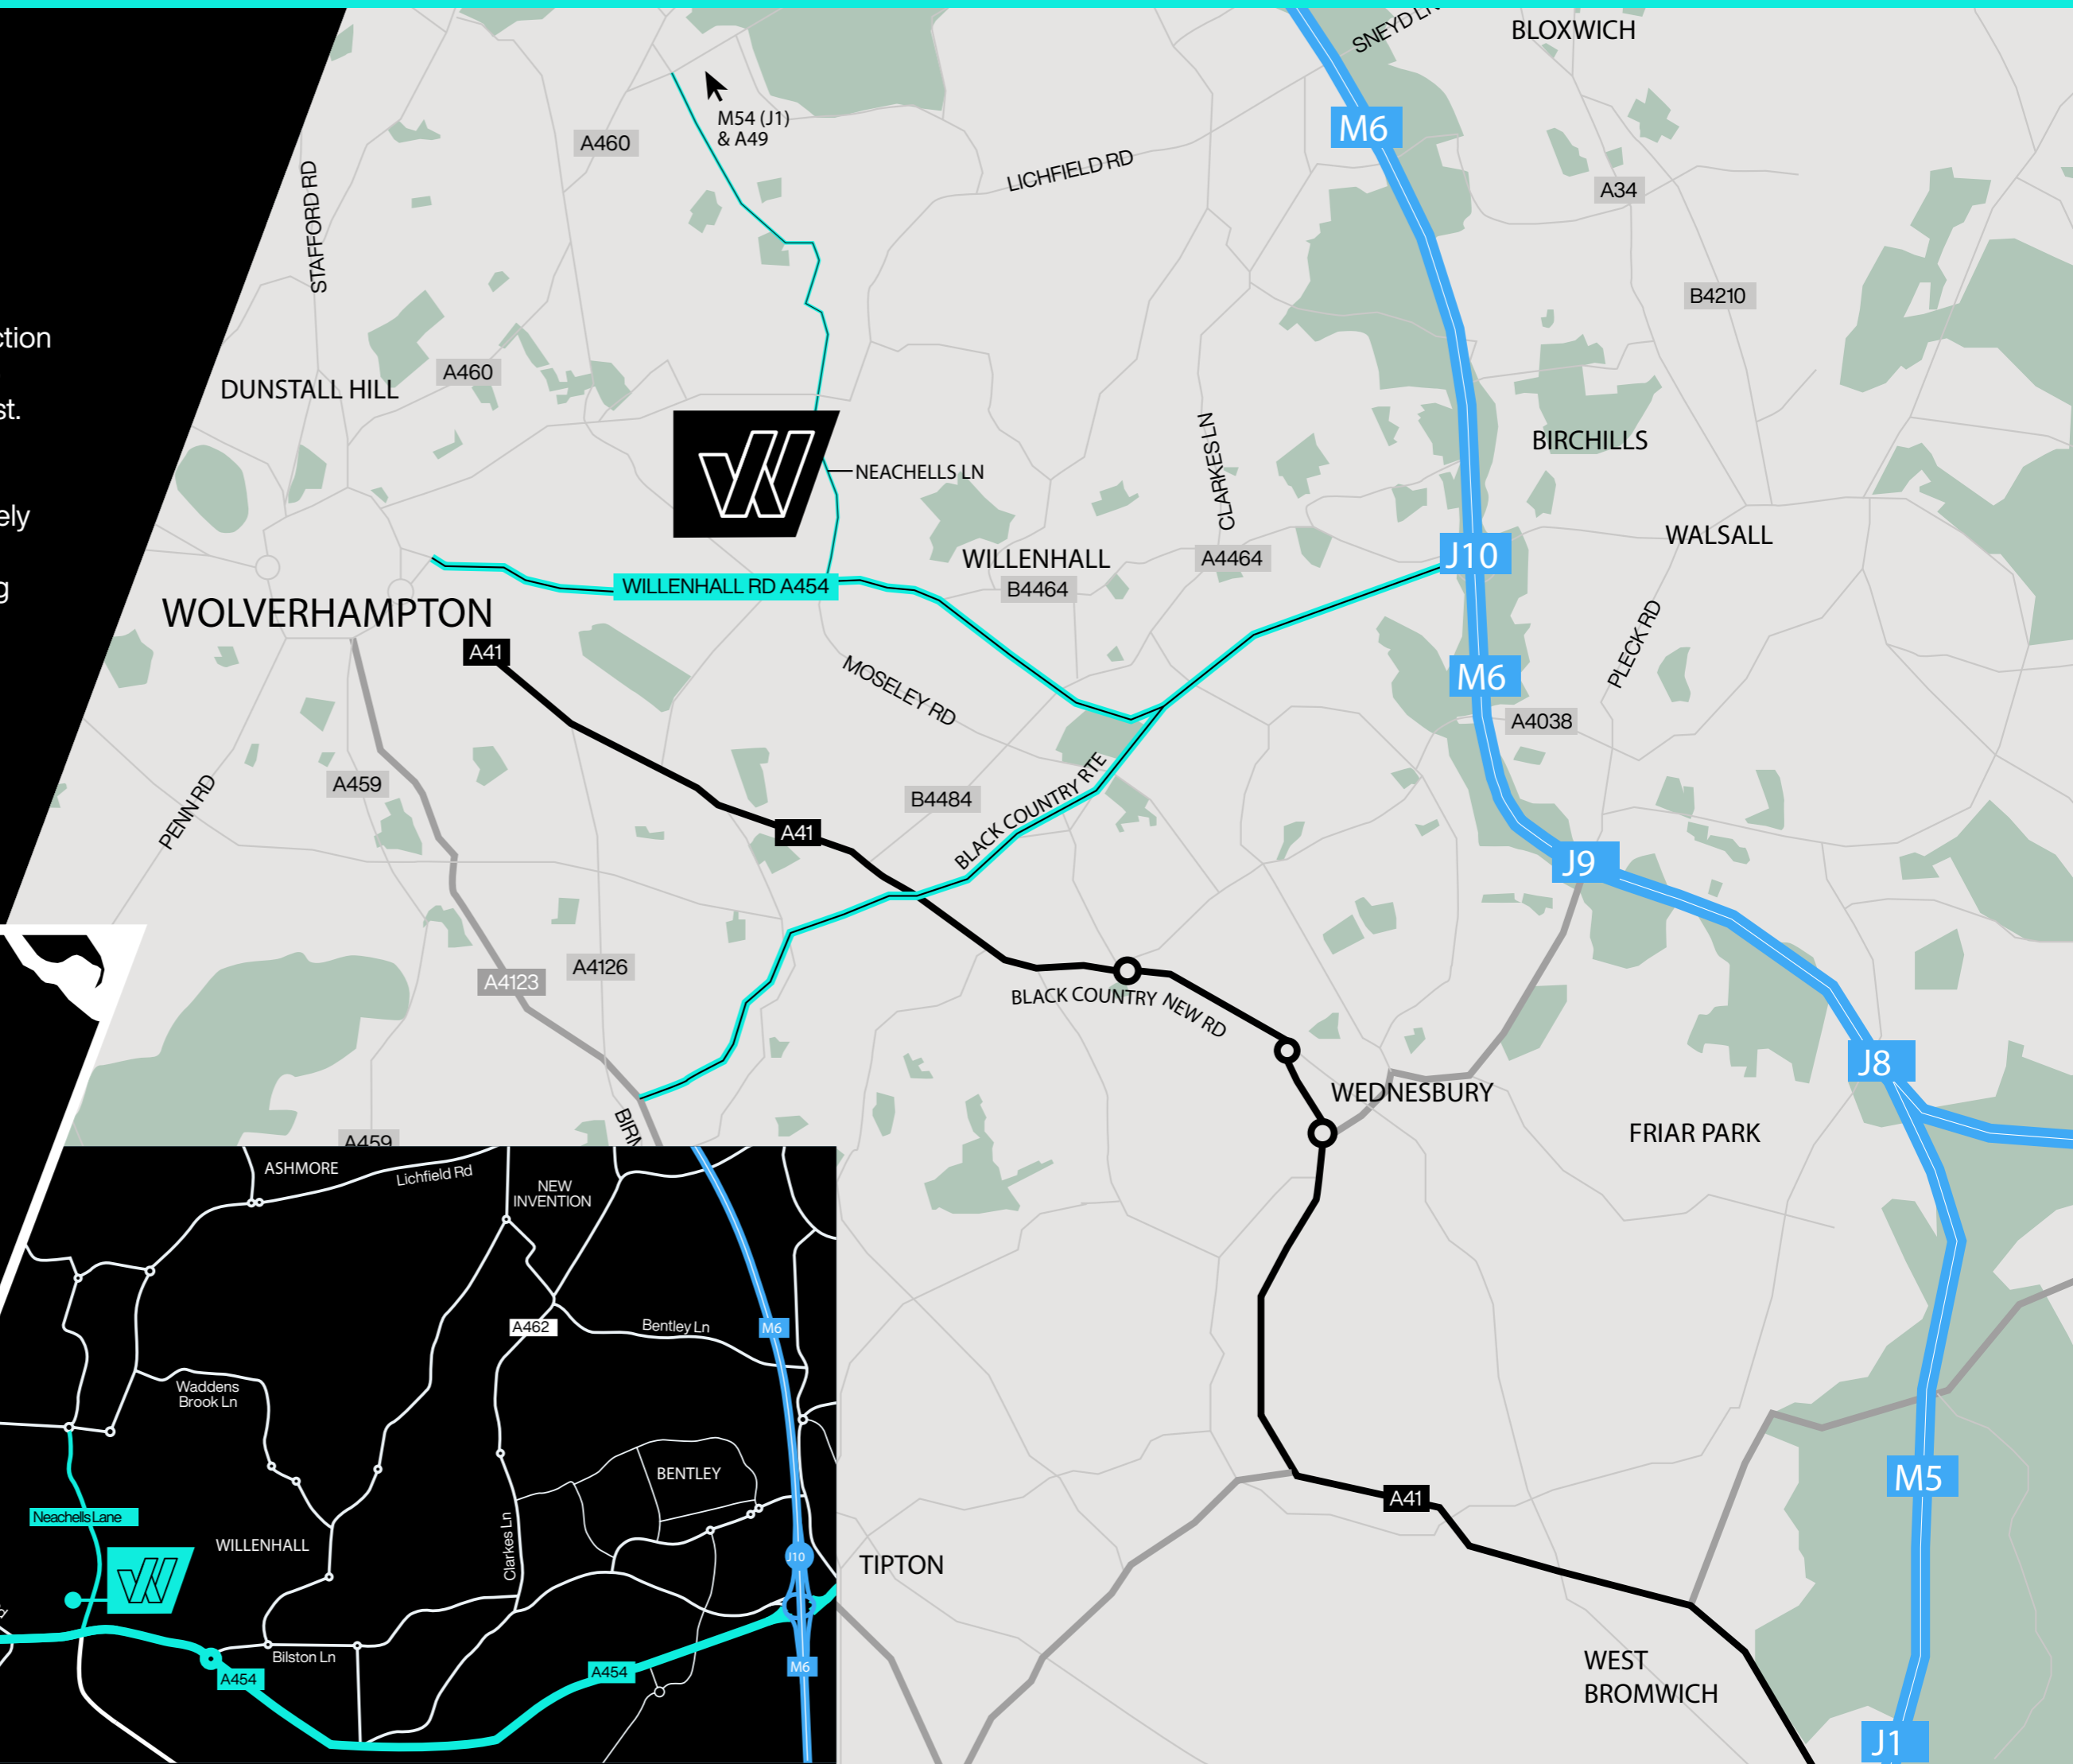 SNEYD LN
BLOXWICH
M6
M54 (J1)
& A49
A460
LICHFIELD RD
A34
STAFFORD RD
B4210
A460
DUNSTALL HILL
st.
NEACHELLS LN
CLARKES LN
BIRCHILLS
WALSALL
J10
WILLENHALL
A4464
B4464
WILLENHALL RD A454
WOLVERHAMPTON
A41
MOSELEY RD
M6
PLECK RD
A4038
PENN RD
A459
B4484
A41
BLACK COUNTRY RTE
J9
A4123
A4126
BLACK COUNTRY NEW RD
J8
WEDNESBURY
FRIAR PARK
A459
ASHMORE
Lichfield Rd
NEW
INVENTION
A462
Bentley Ln
M6
Waddens
Brook Ln
BENTLEY
Neachells Lane
WILLENHALL
Clarkes Ln
J10
Bilston Ln
A454
A454
M6
M5
A41
TIPTON
WEST
BROMWICH
J1